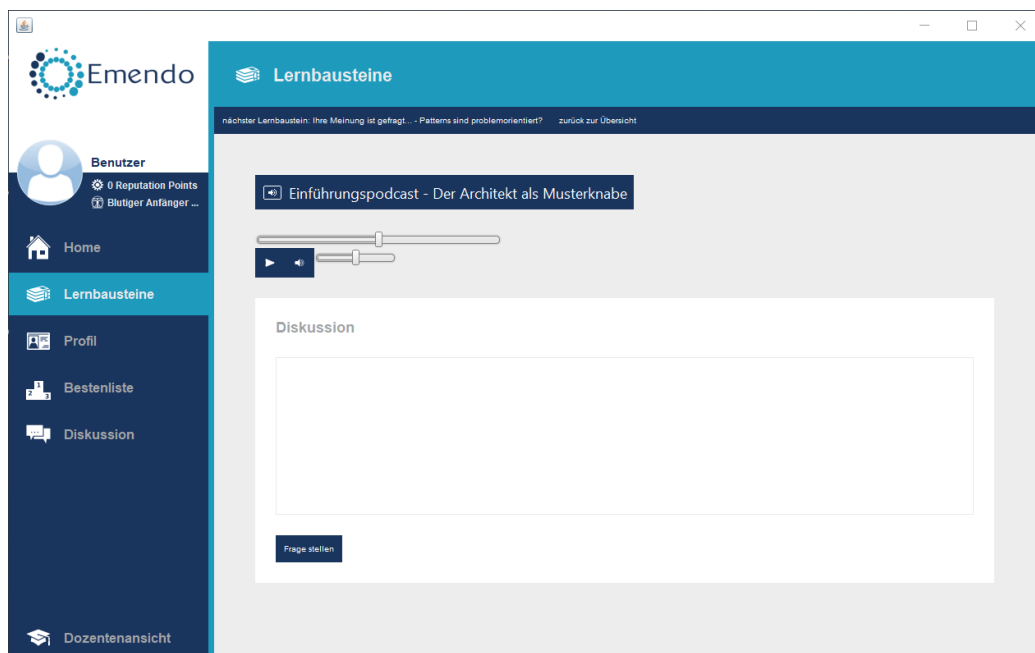 Emendo
Lernbausteine
nächster Lernbaustein: Ihre Meinung ist gefragt... - Patterns sind problemorientiert? zurück zur Übersicht
Benutzer
0 Reputation Points
Blutiger Anfänger ...
Home
Lernbausteine
Profil
Bestenliste
Diskussion
Dozentenansicht
Einführungspodcast - Der Architekt als Musterknabe
Diskussion
Frage stellen